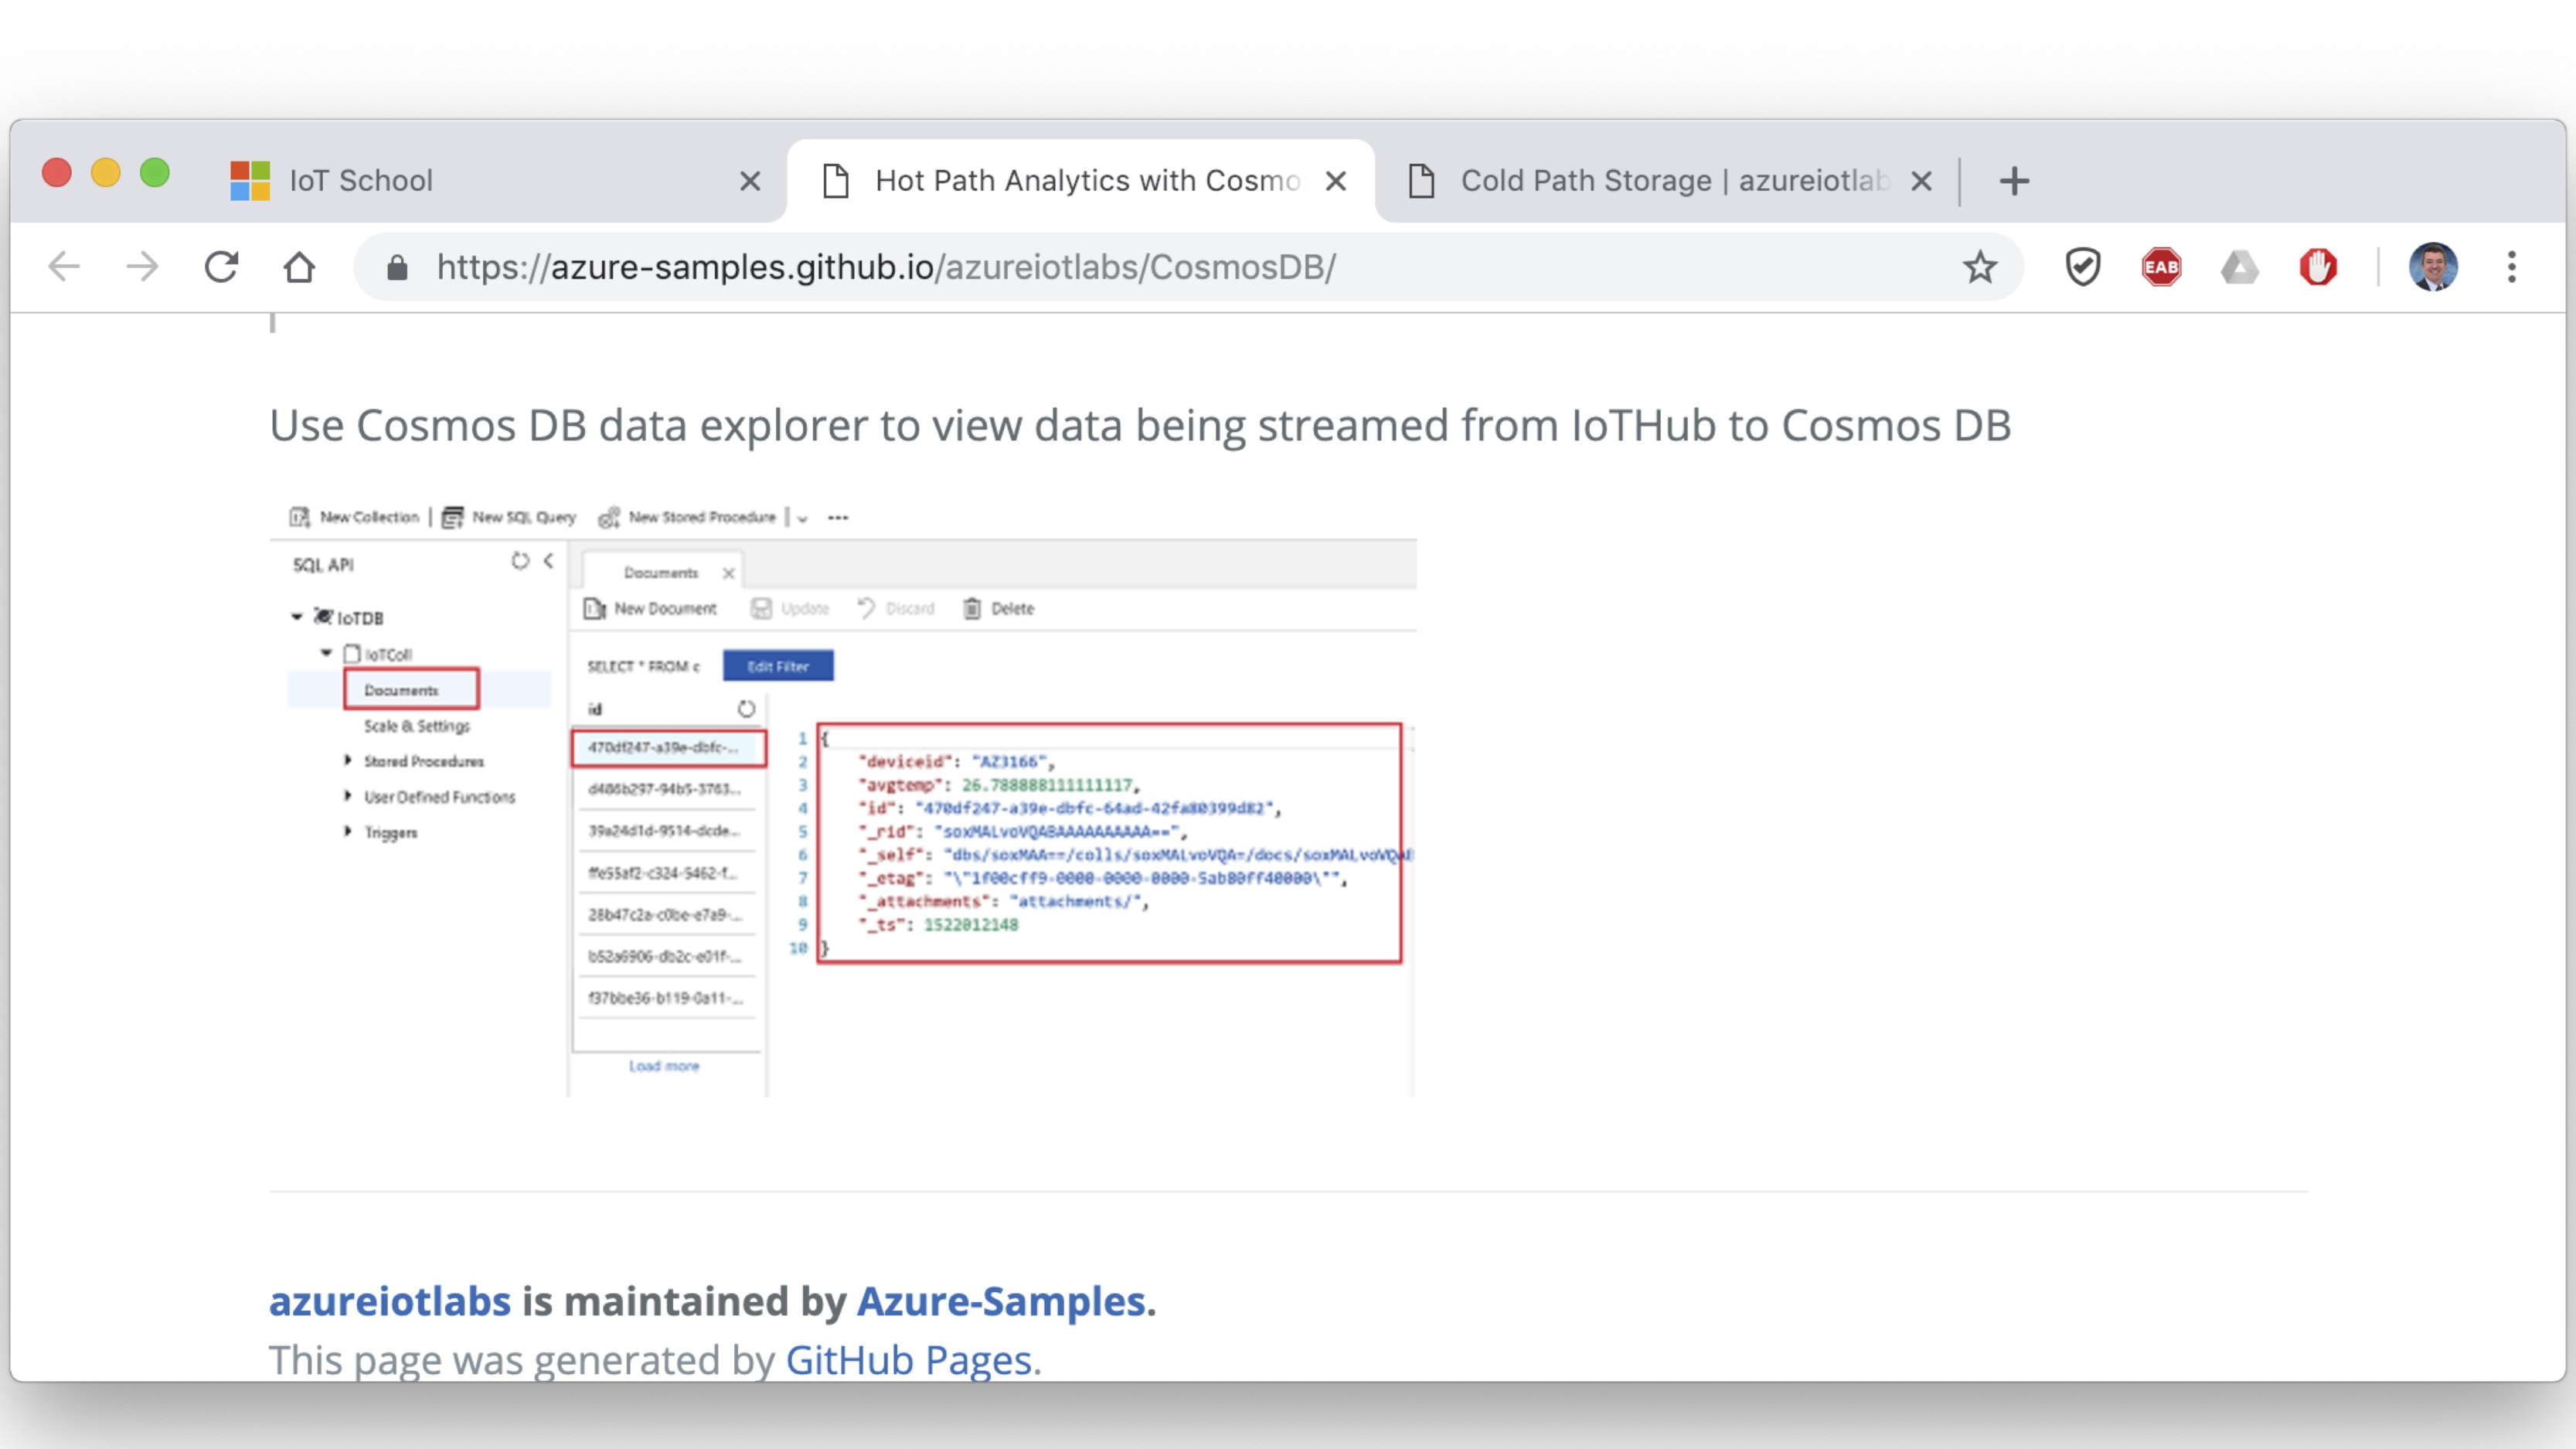 IoT School
Hot Path Analytics with Cosmo
Cold Path Storage | azureiotlab
https://azure-samples.github.io/azureiotlabs/CosmosDB/
EAB
Use Cosmos DB data explorer to view data being streamed from IoTHub to Cosmos DB
New Collection | New SQL Query New Stored Procedure | ...
SQL API
Documents
IoTDB
New Document Update Discard Delete
IoTColl
SELECT * FROM c Edit Filter
Documents
Scale & Settings
Stored Procedures
User Defined Functions
Triggers
id
470df247-a39e-dbfc-...
d486b297-94b5-3763...
39a24d1d-9514-dcde...
ffe55af2-c324-5462-f...
28b47c2a-c0be-e7a9-...
b52a6906-db2c-e01f-...
f37bbe36-b119-0a11-...
Load more
1 {
2 "deviceid": "AZ3166",
3 "avgtemp": 26.788888111111117,
4 "id": "470df247-a39e-dbfc-64ad-42fa80399d82",
5 "_rid": "soxMALvoVQABAAAAAAAAAA==",
6 "_self": "dbs/soxMAA==/colls/soxMALvoVQA=/docs/soxMALvoVQA
7 "_etag": "\"1f00cff9-0000-0000-0000-5ab80ff40000\"",
8 "_attachments": "attachments/",
9 "_ts": 1522012148
10 }
azureiotlabs is maintained by Azure-Samples.
This page was generated by GitHub Pages.